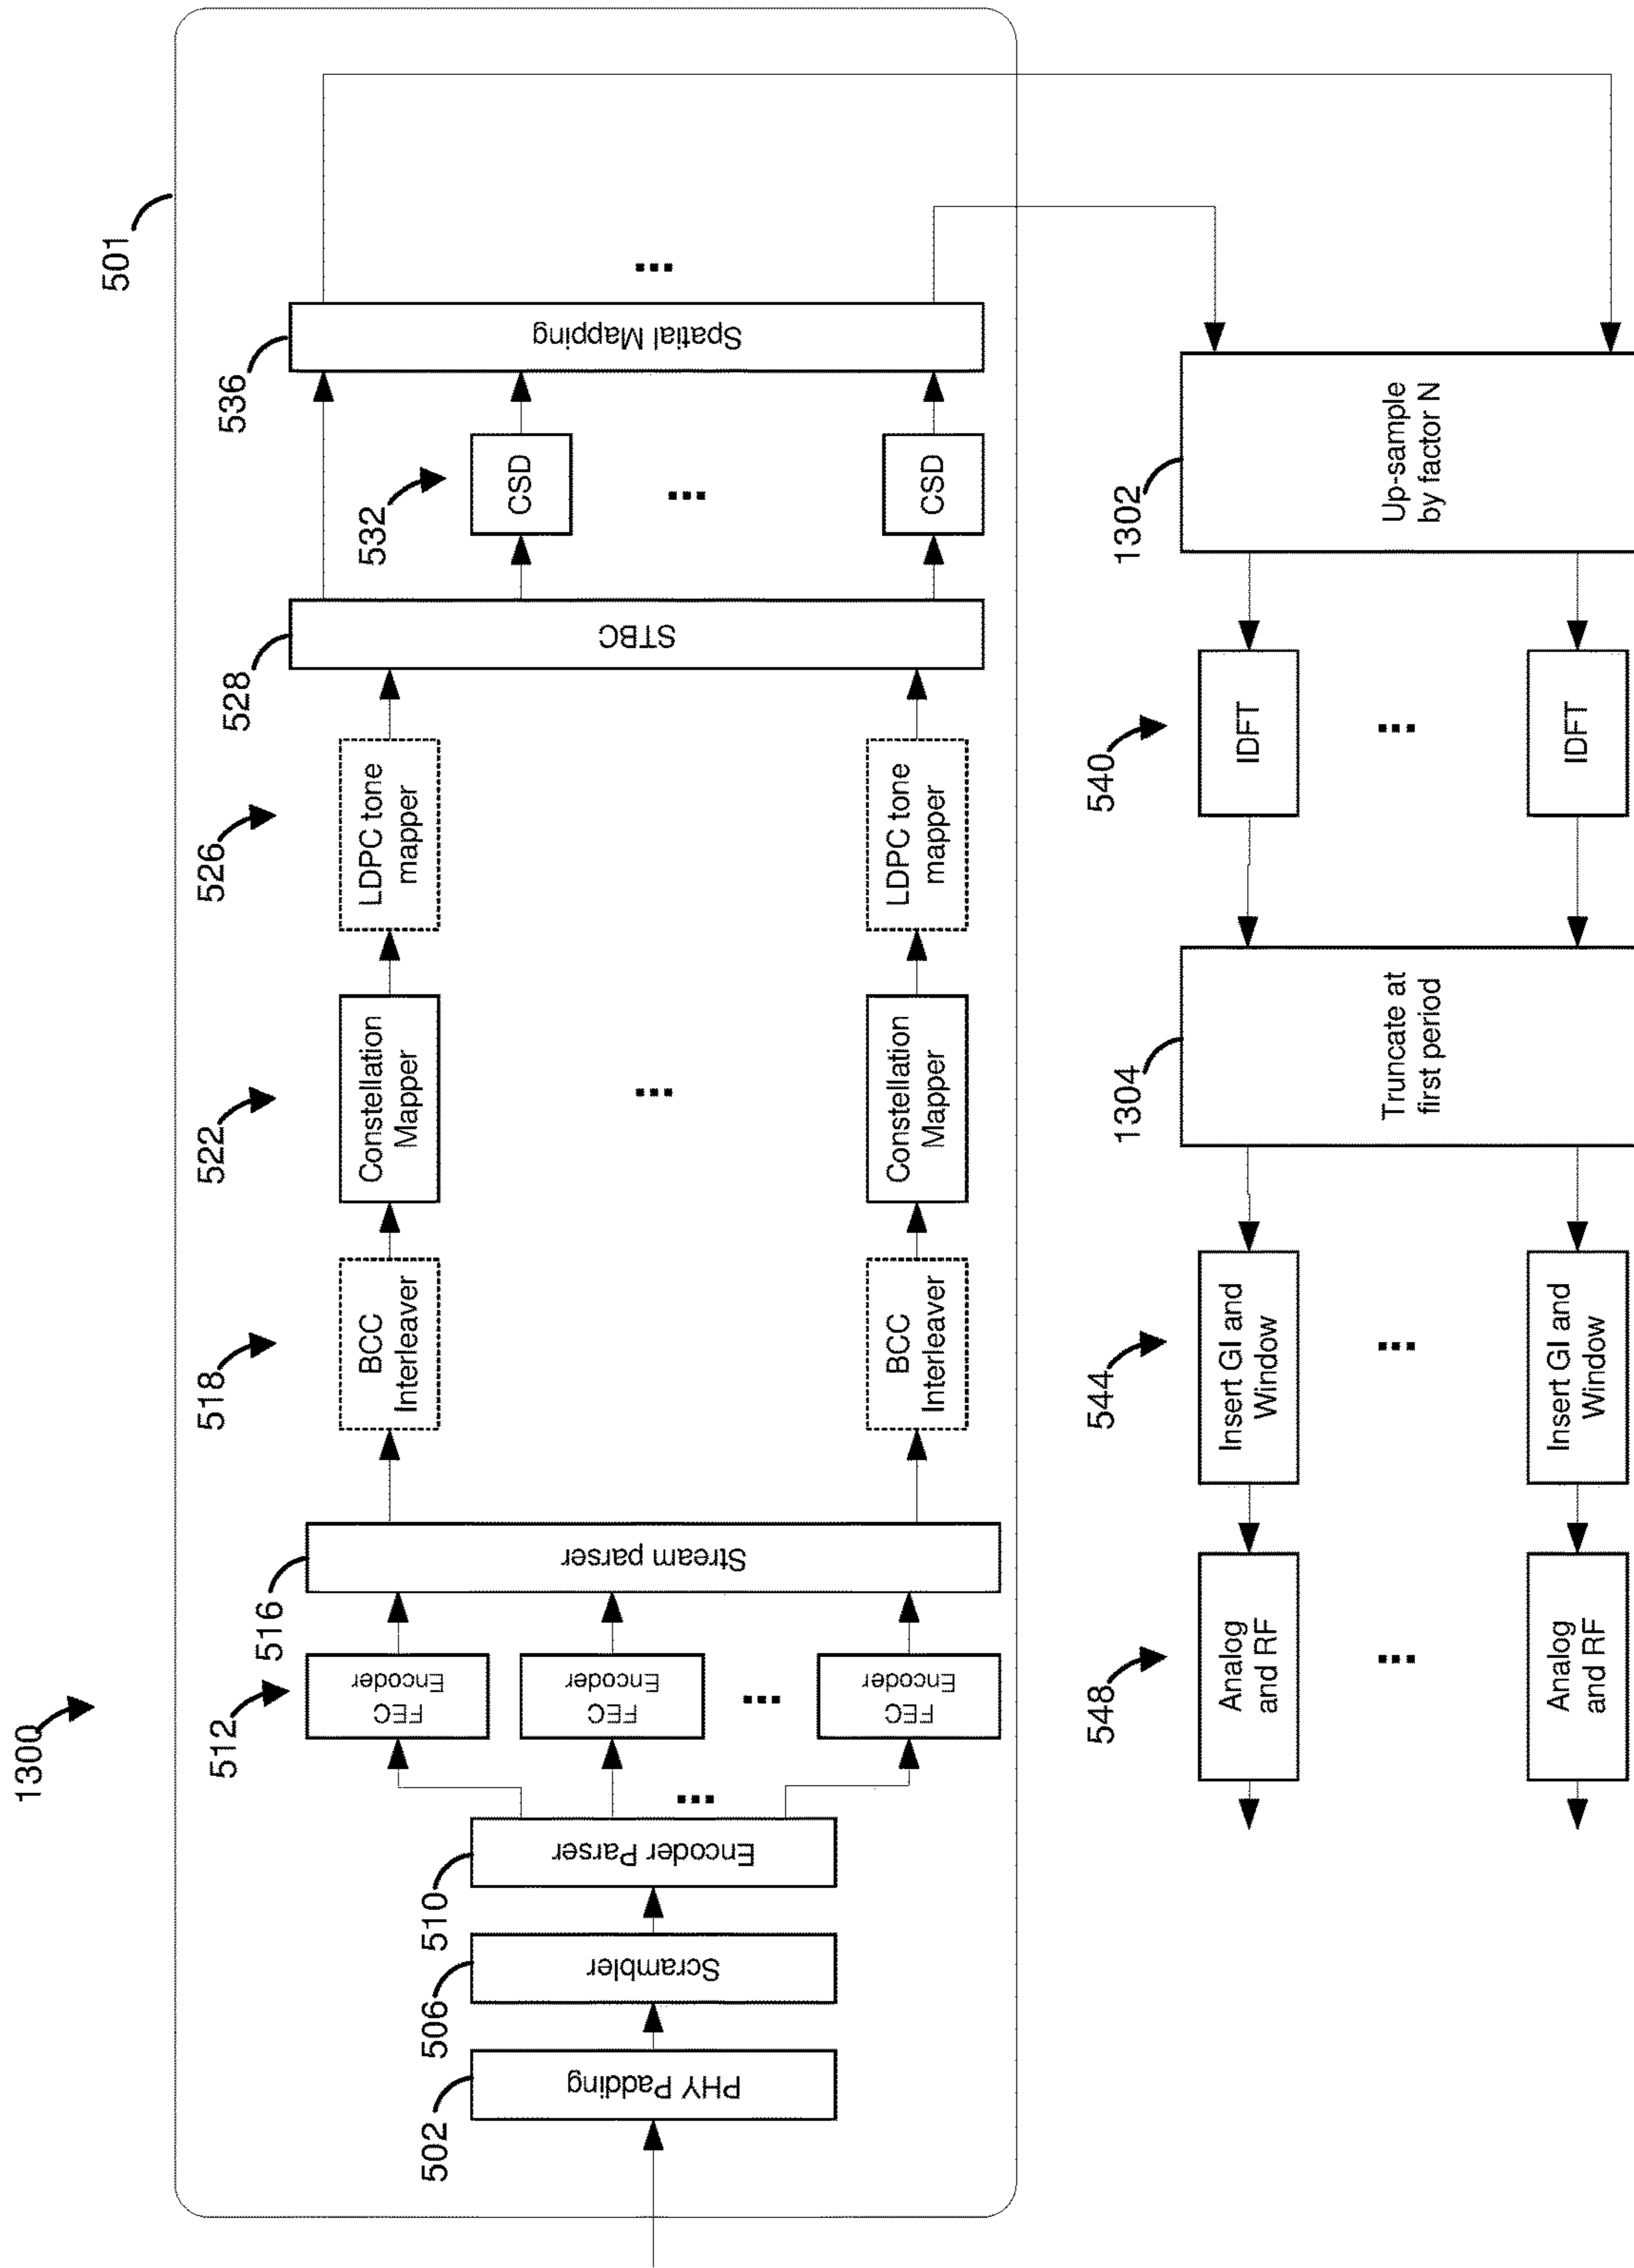 1300
501
502
PHY Padding
506
Scrambler
510
Encoder Parser
...
512
FEC
Encoder
FEC
Encoder
...
FEC
Encoder
516
Stream parser
518
BCC
Interleaver
BCC
Interleaver
522
Constellation
Mapper
...
Constellation
Mapper
526
LDPC tone
mapper
LDPC tone
mapper
528
STBC
532
CSD
...
CSD
536
Spatial Mapping
...
1302
Up-sample
by factor N
540
IDFT
...
IDFT
1304
Truncate at
first period
544
Insert GI and
Window
...
Insert GI and
Window
548
Analog
and RF
...
Analog
and RF